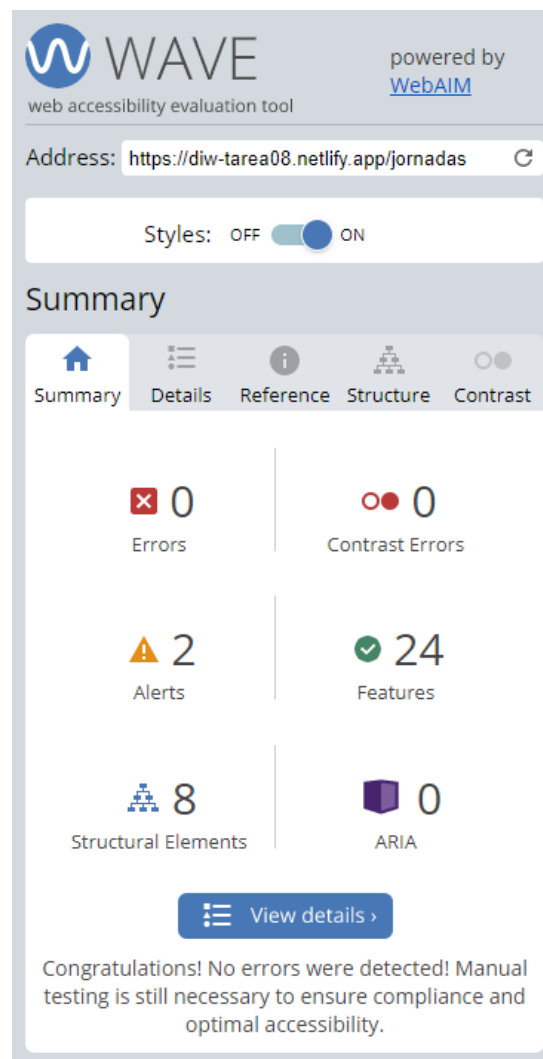 WAVE
web accessibility evaluation tool
powered by
WebAIM
Address: https://diw-tarea08.netlify.app/jornadas
Styles: OFF ON
Summary
Summary Details Reference Structure Contrast
0
Errors
0
Contrast Errors
2
Alerts
24
Features
8
Structural Elements
0
ARIA
View details ›
Congratulations! No errors were detected! Manual
testing is still necessary to ensure compliance and
optimal accessibility.